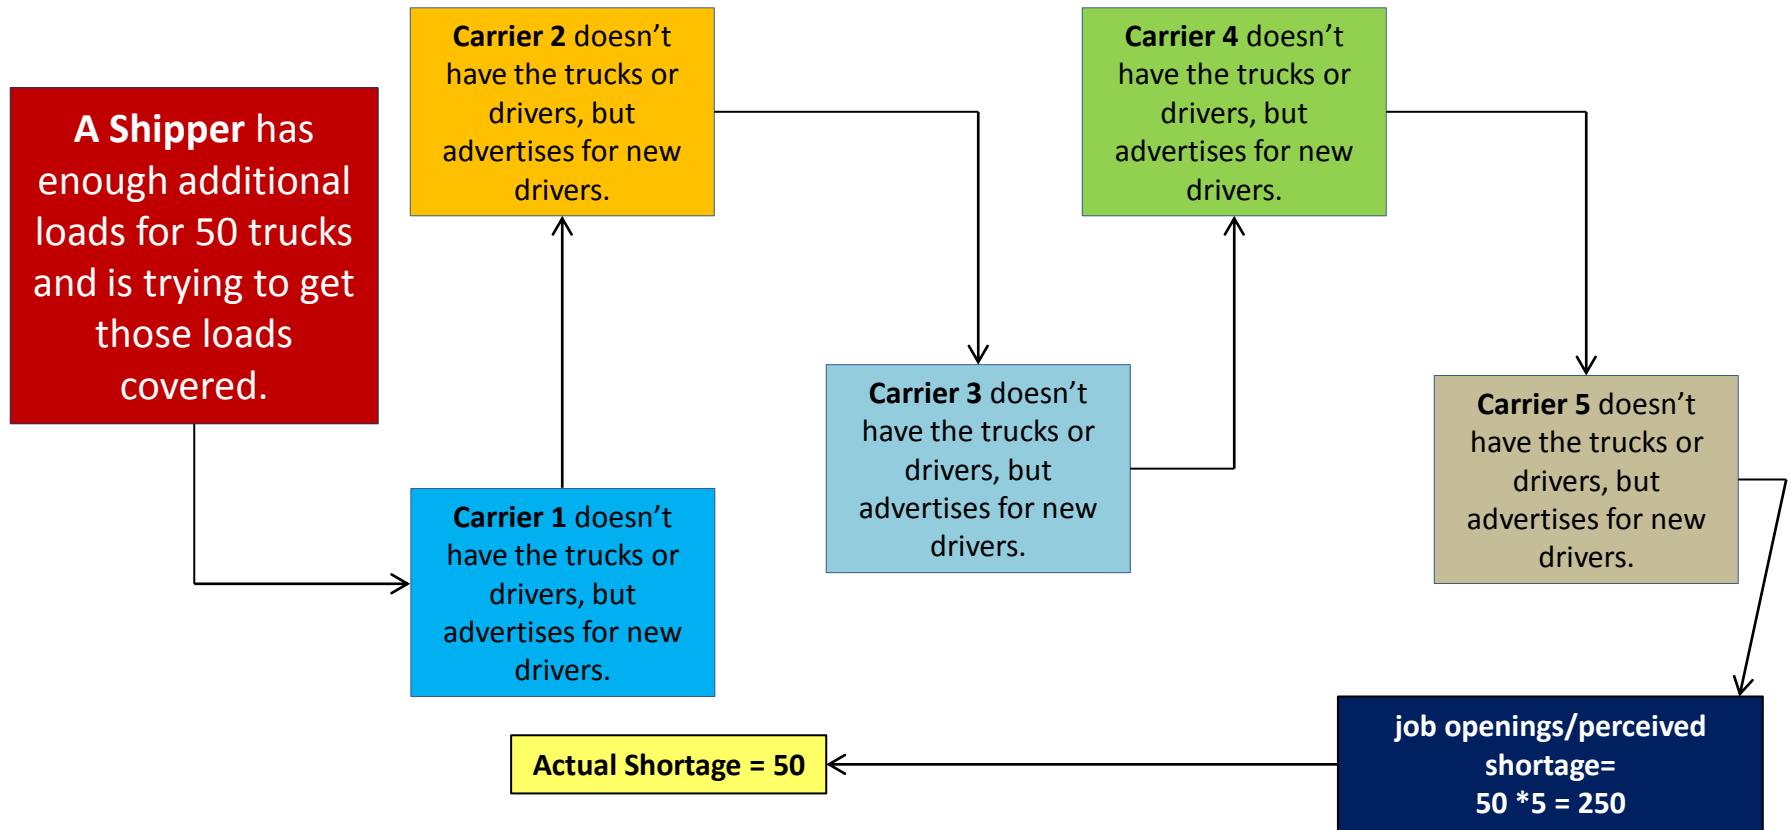 A Shipper has
enough additional
loads for 50 trucks
and is trying to get
those loads
covered.
Carrier 1 doesn’t
have the trucks or
drivers, but
advertises for new
drivers.
Carrier 2 doesn’t
have the trucks or
drivers, but
advertises for new
drivers.
Carrier 3 doesn’t
have the trucks or
drivers, but
advertises for new
drivers.
Carrier 4 doesn’t
have the trucks or
drivers, but
advertises for new
drivers.
Carrier 5 doesn’t
have the trucks or
drivers, but
advertises for new
drivers.
job openings/perceived
shortage=
50 *5 = 250
Actual Shortage = 50